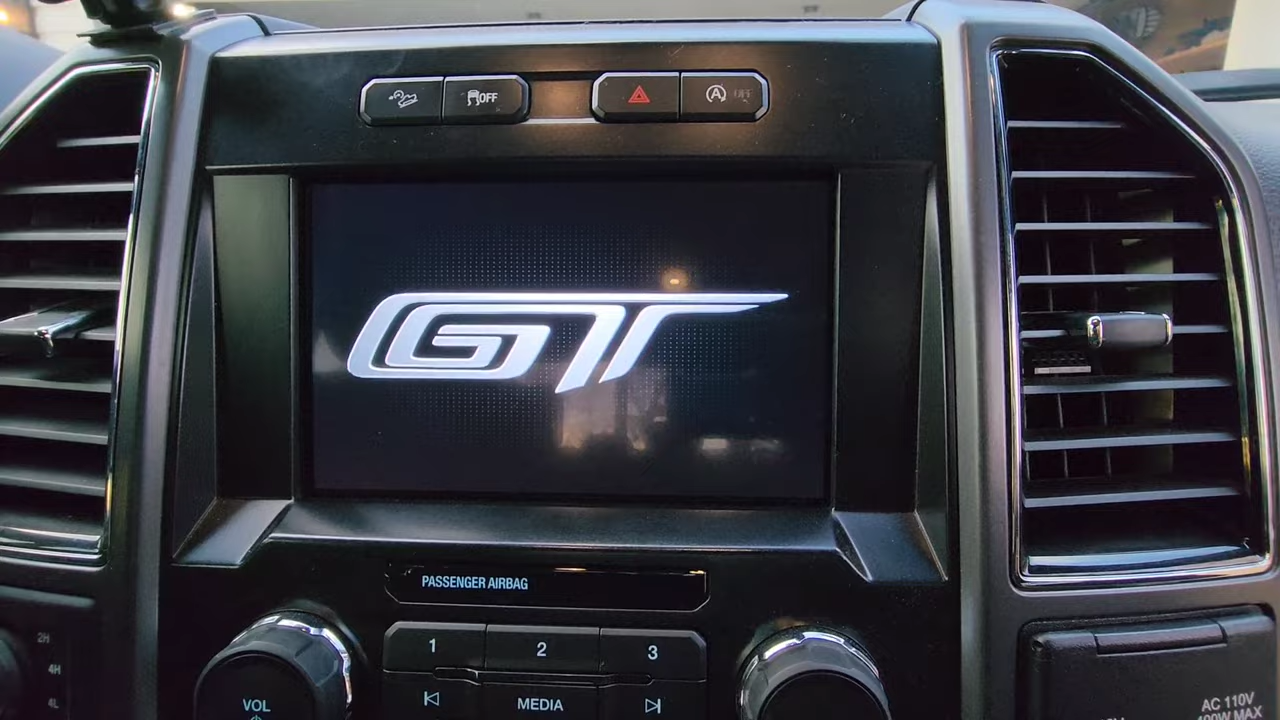 OFF
OFF
GT
PASSENGER AIRBAG
1 2 3
2H
4H
4L
VOL
MEDIA
AC 110V